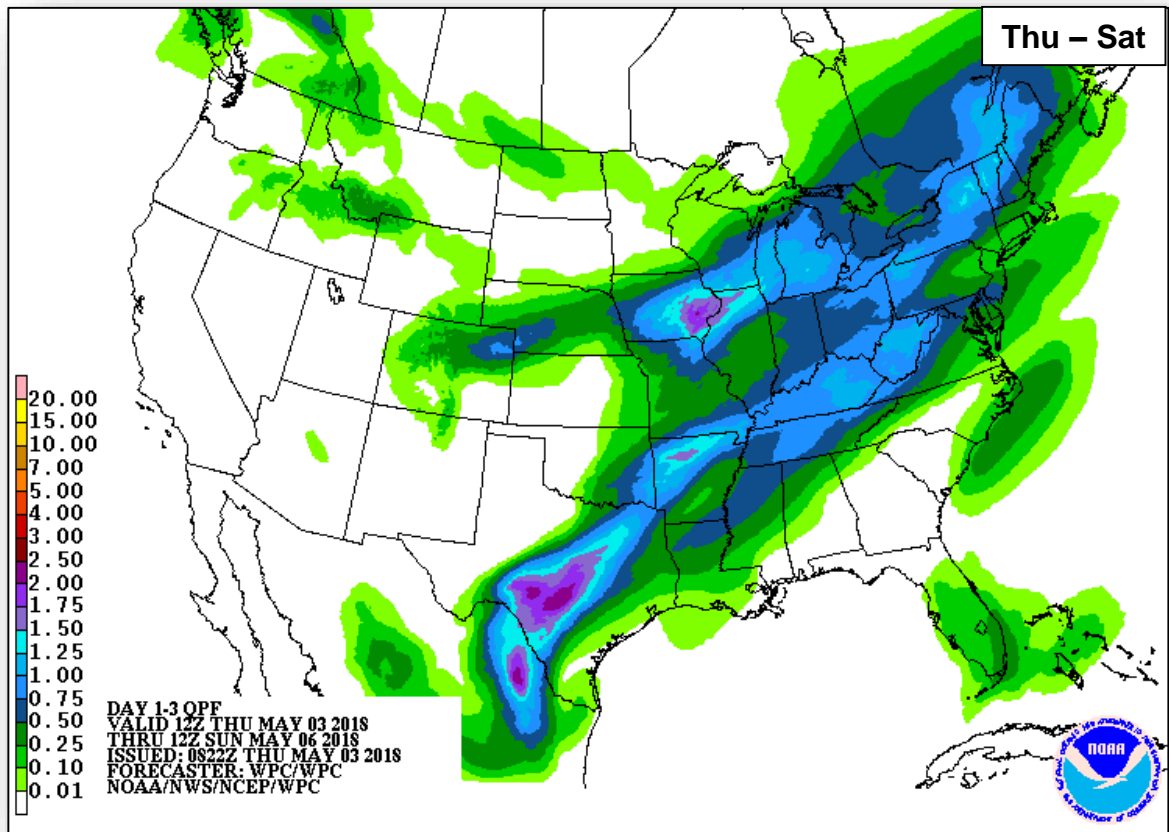 Thu – Sat
20.00
15.00
10.00
7.00
5.00
4.00
3.00
2.50
2.00
1.75
1.50
1.25
1.00
0.75
0.50
0.25
0.10
0.01
DAY 1-3 QPF
VALID 12Z THU MAY 03 2018
THRU 12Z SUN MAY 06 2018
ISSUED: 0822Z THU MAY 03 2018
FORECASTER: WPC/WPC
NOAA/NWS/NCEP/WPC
NOAA